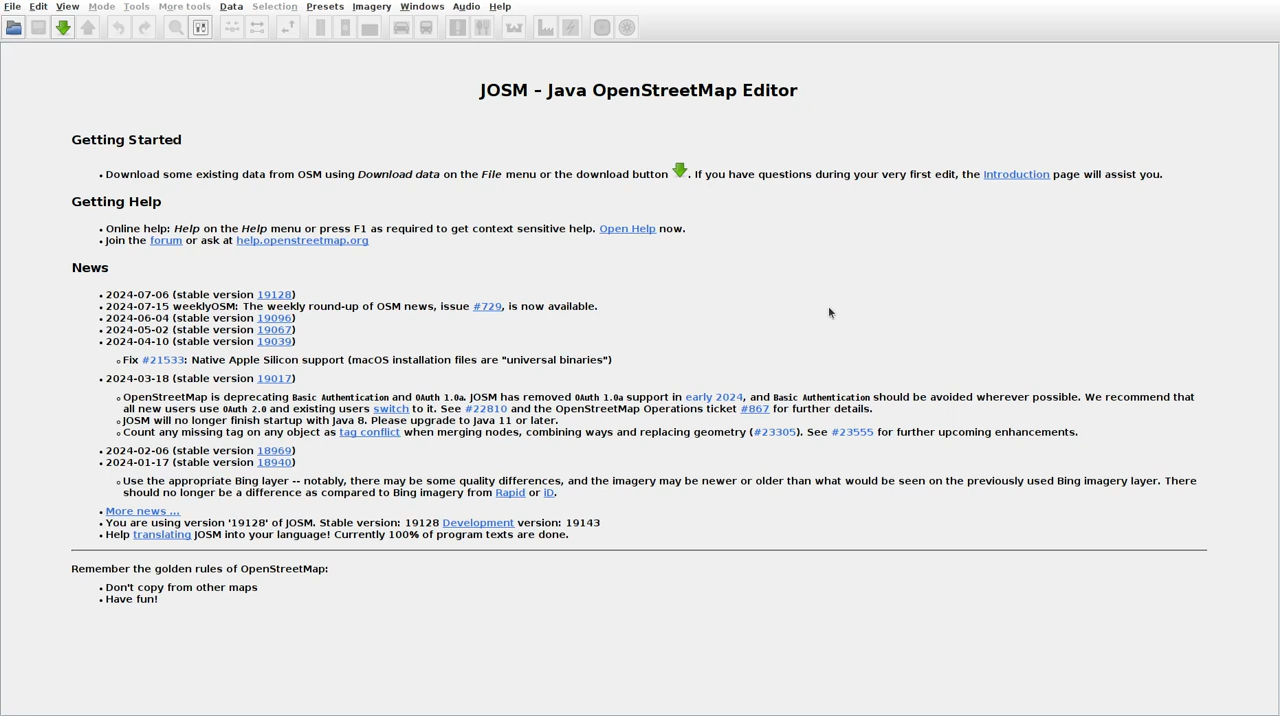 File Edit View Mode Tools More tools Data Selection Presets Imagery Windows Audio Help
JOSM – Java OpenStreetMap Editor
Getting Started
Download some existing data from OSM using Download data on the File menu or the download button . If you have questions during your very first edit, the Introduction page will assist you.
Getting Help
Online help: Help on the Help menu or press F1 as required to get context sensitive help. Open Help now.
Join the forum or ask at help.openstreetmap.org
News
2024-07-06 (stable version 19128)
2024-07-15 weeklyOSM: The weekly round-up of OSM news, issue #729, is now available.
2024-06-04 (stable version 19096)
2024-05-02 (stable version 19067)
2024-04-10 (stable version 19039)
Fix #21533: Native Apple Silicon support (macOS installation files are "universal binaries")
2024-03-18 (stable version 19017)
OpenStreetMap is deprecating Basic Authentication and OAuth 1.0a. JOSM has removed OAuth 1.0a support in early 2024, and Basic Authentication should be avoided wherever possible. We recommend that
all new users use OAuth 2.0 and existing users switch to it. See #22810 and the OpenStreetMap Operations ticket #867 for further details.
JOSM will no longer finish startup with Java 8. Please upgrade to Java 11 or later.
Count any missing tag on any object as tag conflict when merging nodes, combining ways and replacing geometry (#23305). See #23555 for further upcoming enhancements.
2024-02-06 (stable version 18969)
2024-01-17 (stable version 18940)
Use the appropriate Bing layer -- notably, there may be some quality differences, and the imagery may be newer or older than what would be seen on the previously used Bing imagery layer. There
should no longer be a difference as compared to Bing imagery from Rapid or iD.
More news ...
You are using version '19128' of JOSM. Stable version: 19128 Development version: 19143
Help translating JOSM into your language! Currently 100% of program texts are done.
Remember the golden rules of OpenStreetMap:
Don't copy from other maps
Have fun!